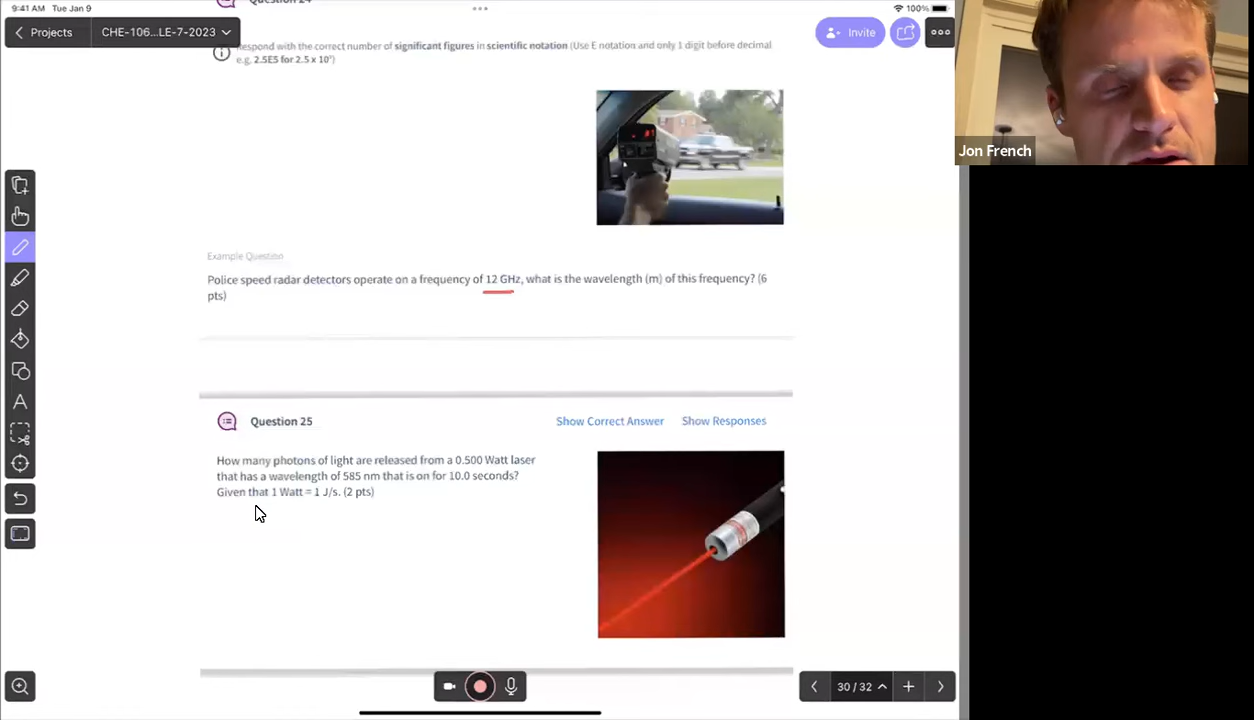 9:41 AM Tue Jan 9
100%
Projects
CHE-106...LE-7-2023
Invite
Question 24
Respond with the correct number of significant figures in scientific notation (Use E notation and only 1 digit before decimal
e.g. 2.5E5 for 2.5 x 10⁵)
Jon French
Example Question
Police speed radar detectors operate on a frequency of 12 GHz, what is the wavelength (m) of this frequency? (6
pts)
Question 25
Show Correct Answer
Show Responses
How many photons of light are released from a 0.500 Watt laser
that has a wavelength of 585 nm that is on for 10.0 seconds?
Given that 1 Watt = 1 J/s. (2 pts)
A
30 / 32